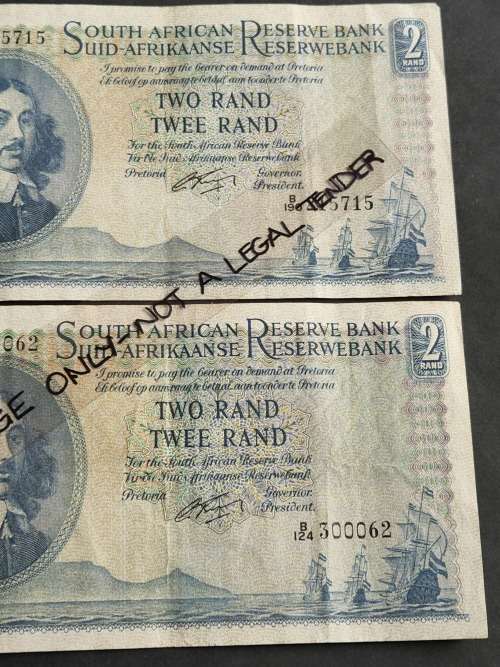 5715
SOUTH AFRICAN RESERVE BANK
SUID-AFRIKAANSE RESERWEBANK
2
RAND
I promise to pay the bearer on demand at Pretoria
Ek beloof op aanvraag te betaal aan toonder te Pretoria
TWO RAND
TWEE RAND
For the South African Reserve Bank
Vir die Suid-Afrikaanse Reserwebank
Pretoria
Governor.
President.
B
196
5715
GE ONLY - NOT A LEGAL TENDER
062
SOUTH AFRICAN RESERVE BANK
SUID-AFRIKAANSE RESERWEBANK
2
RAND
I promise to pay the bearer on demand at Pretoria
Ek beloof op aanvraag te betaal aan toonder te Pretoria
TWO RAND
TWEE RAND
For the South African Reserve Bank
Vir die Suid-Afrikaanse Reserwebank
Pretoria
Governor.
President.
B
124 300062